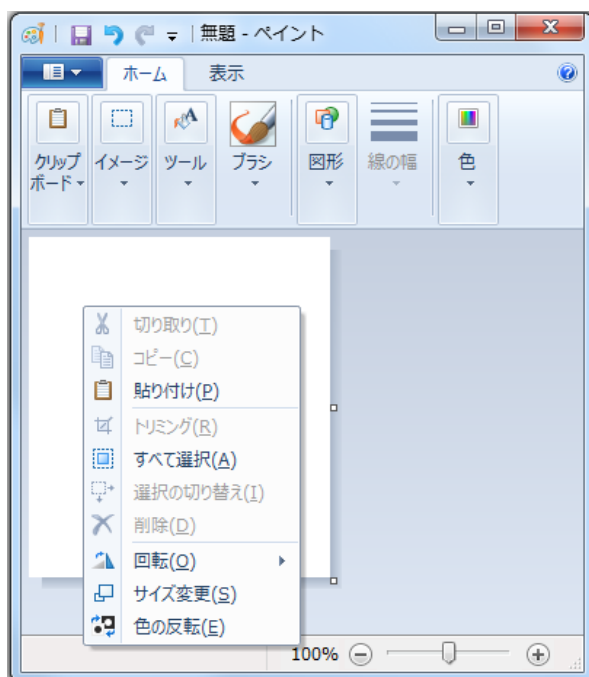 無題 - ペイント
ホーム 表示
クリップボード イメージ ツール ブラシ 図形 線の幅 色
切り取り(T)
コピー(C)
貼り付け(P)
トリミング(R)
すべて選択(A)
選択の切り替え(I)
削除(D)
回転(O)
サイズ変更(S)
色の反転(E)
100%